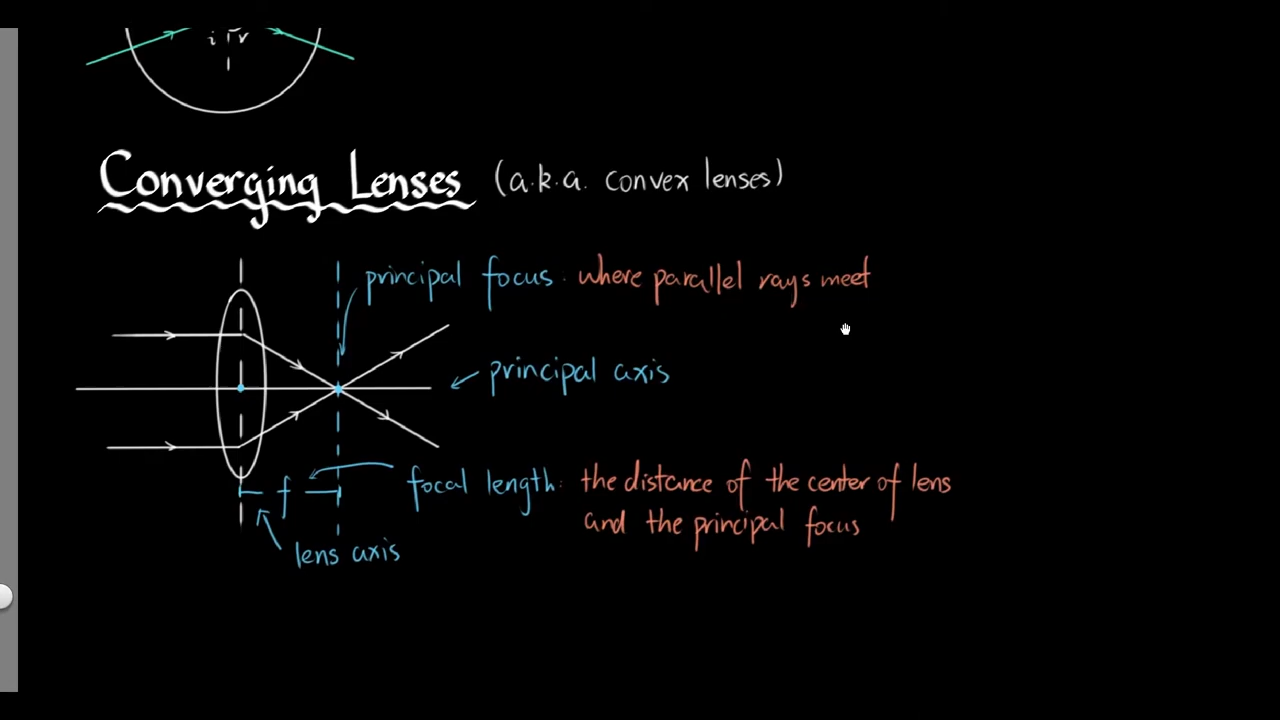 i r
Converging Lenses (a.k.a. convex lenses)
principal focus: where parallel rays meet
principal axis
f
focal length: the distance of the center of lens
and the principal focus
lens axis